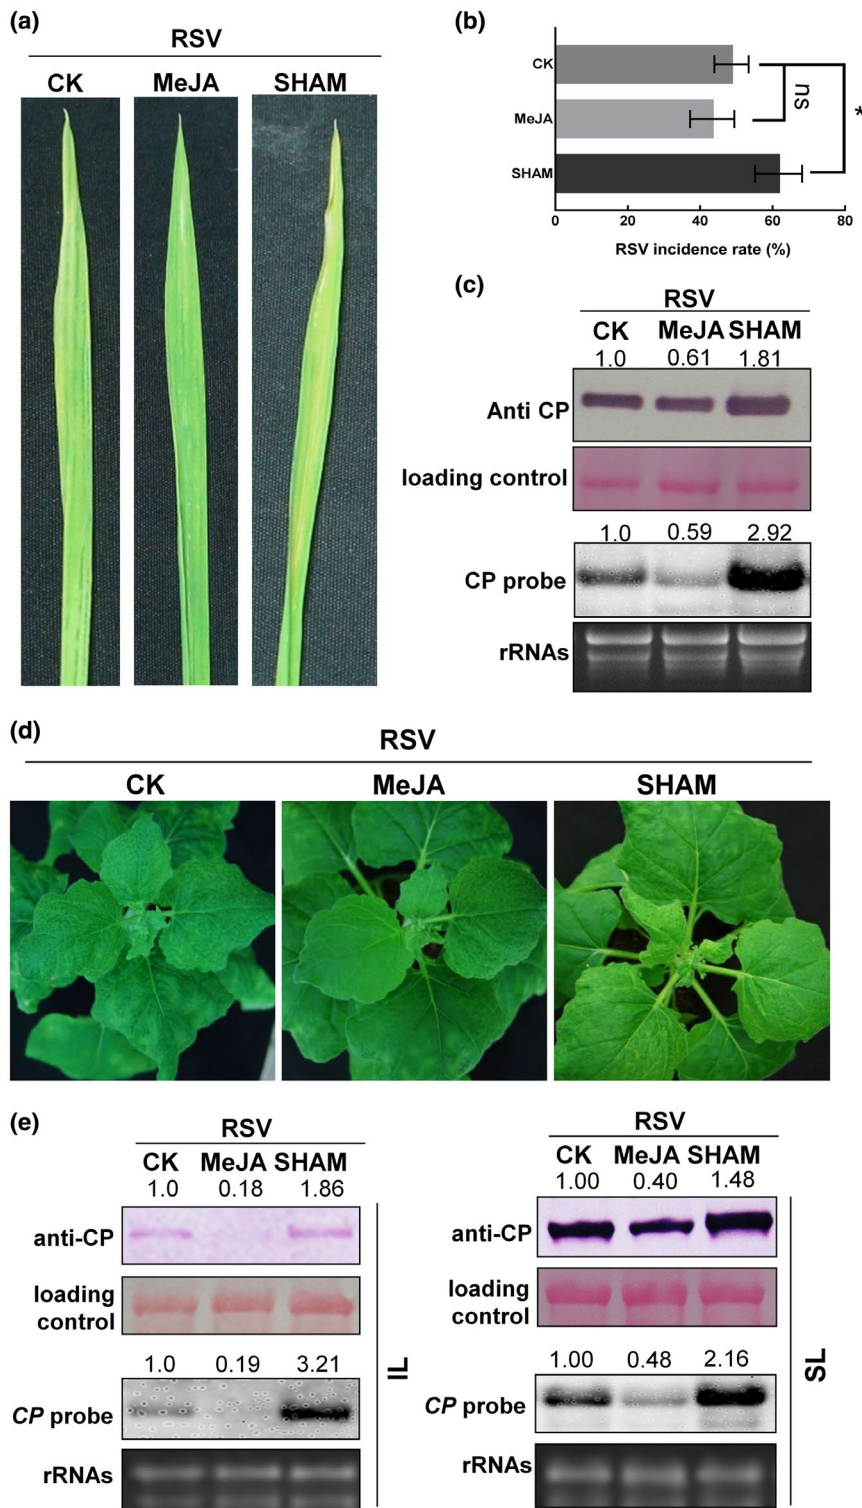 (a)
RSV
CK MeJA SHAM
(b)
CK
MeJA
SHAM
ns
*
0 20 40 60 80
RSV incidence rate (%)
(c)
RSV
CK MeJA SHAM
1.0 0.61 1.81
Anti CP
loading control
1.0 0.59 2.92
CP probe
rRNAs
(d)
RSV
CK MeJA SHAM
(e)
RSV
CK MeJA SHAM
1.0 0.18 1.86
anti-CP
loading
control
1.0 0.19 3.21
CP probe
rRNAs
IL
RSV
CK MeJA SHAM
1.00 0.40 1.48
anti-CP
loading
control
1.00 0.48 2.16
CP probe
rRNAs
SL